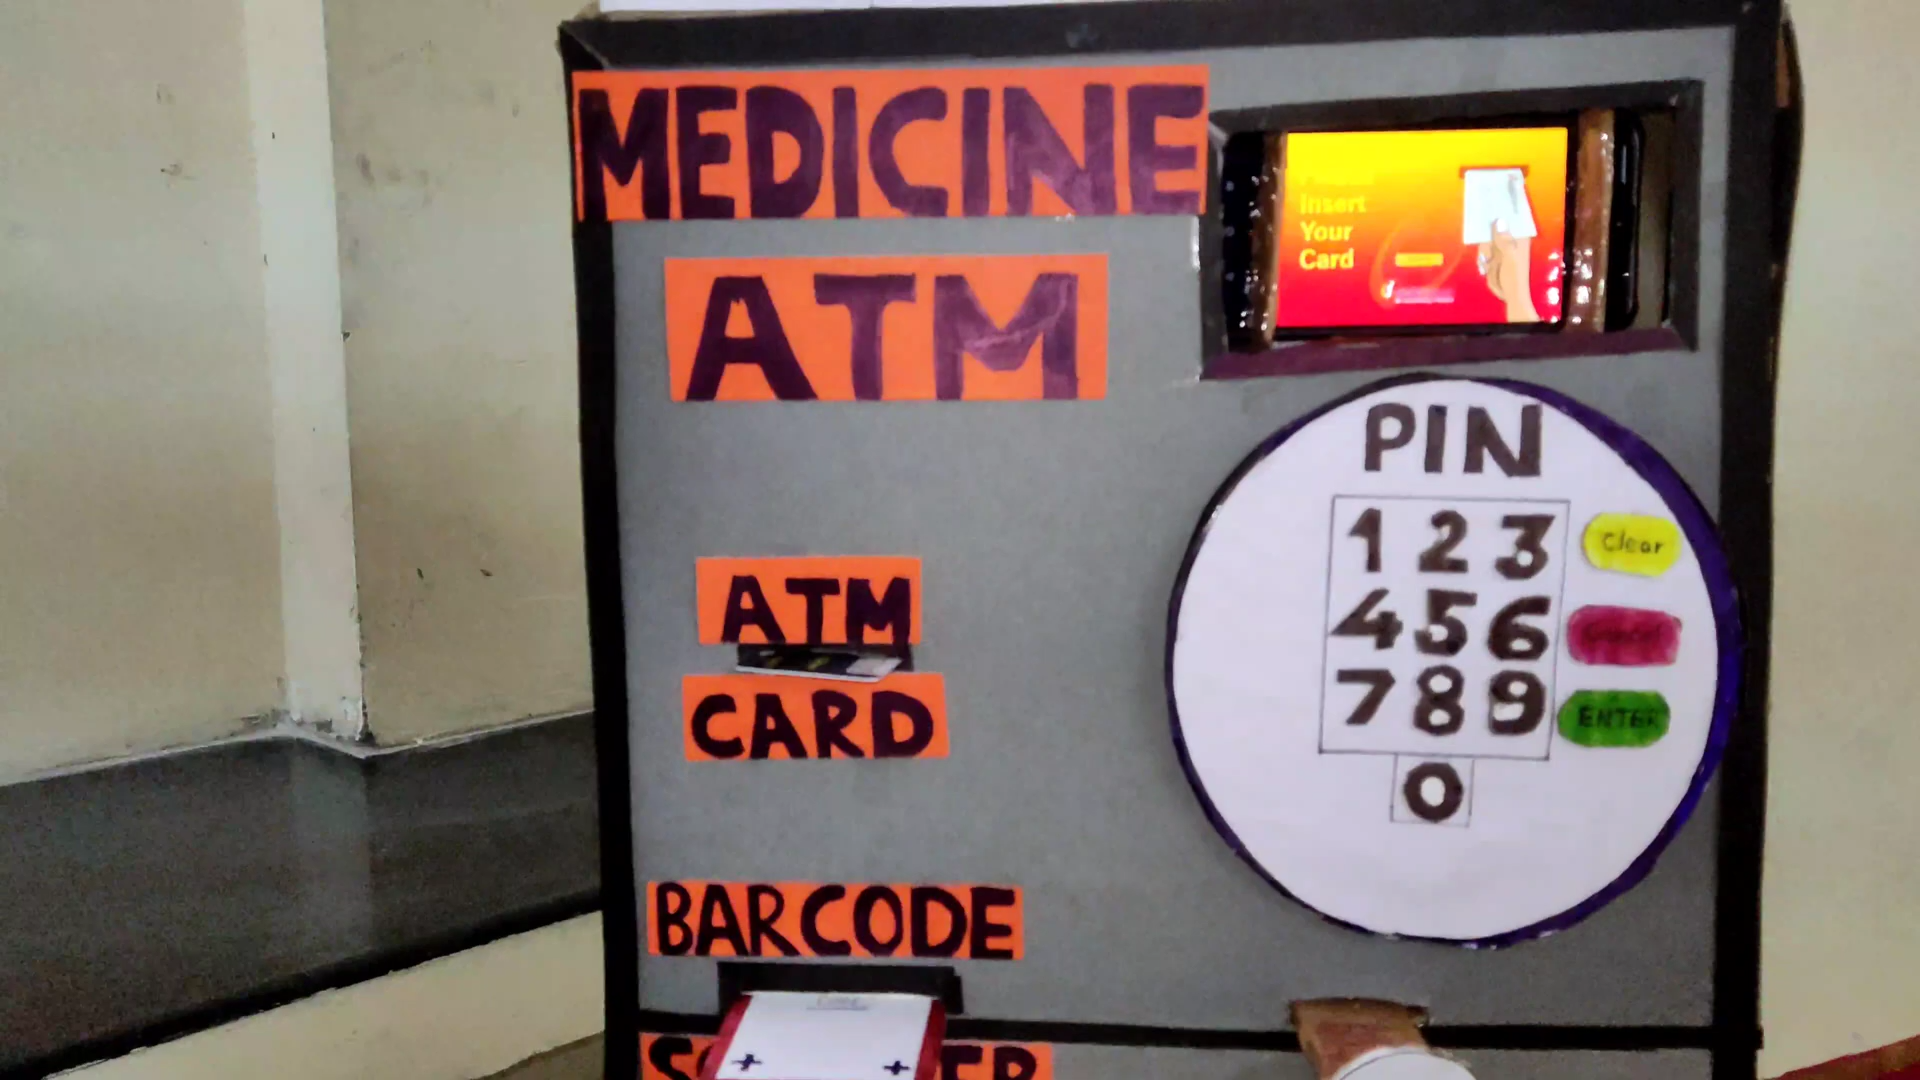 MEDICINE
ATM
Insert
Your
Card
PIN
1 2 3
Clear
4 5 6
Cancel
7 8 9
ENTER
0
ATM
CARD
BARCODE